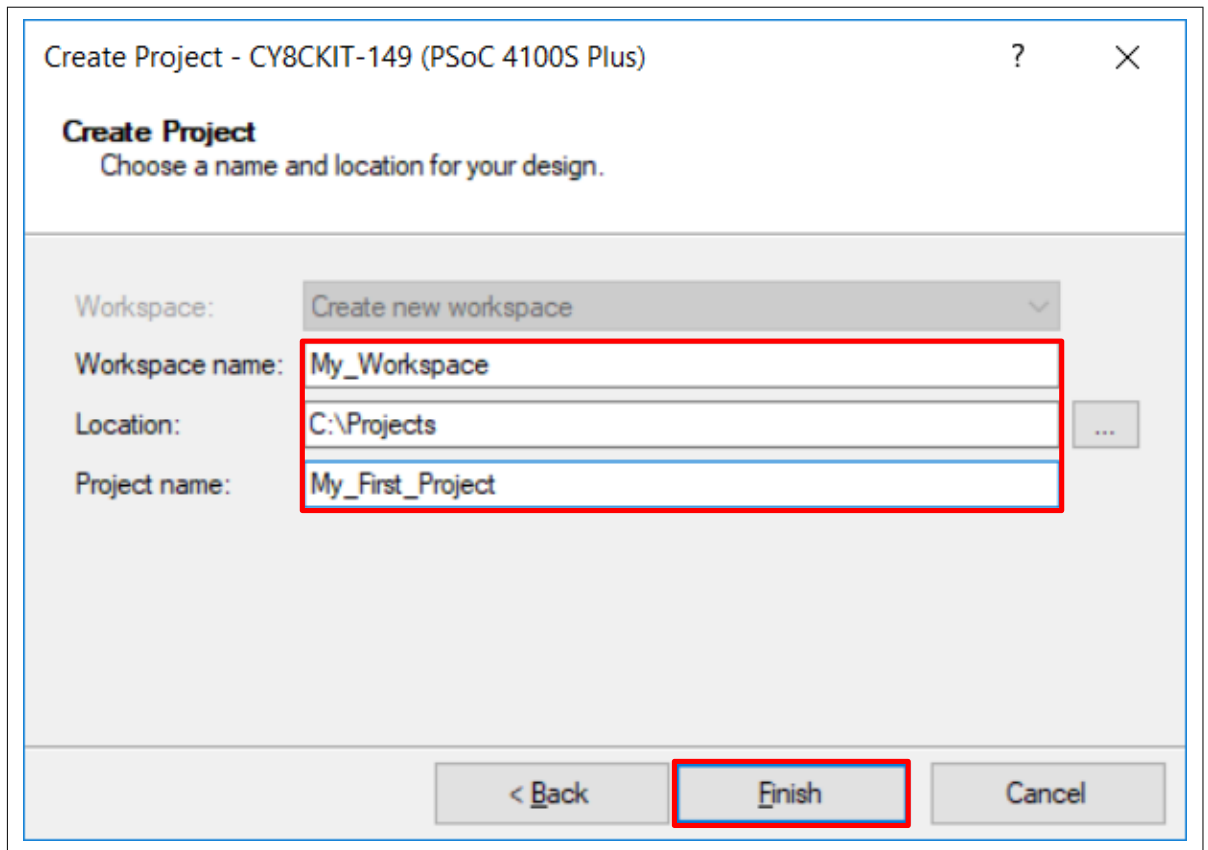 Create Project - CY8CKIT-149 (PSoC 4100S Plus) ?
Create Project
Choose a name and location for your design.
Workspace: Create new workspace
Workspace name: My_Workspace
Location: C:\Projects ...
Project name: My_First_Project
< Back Finish Cancel